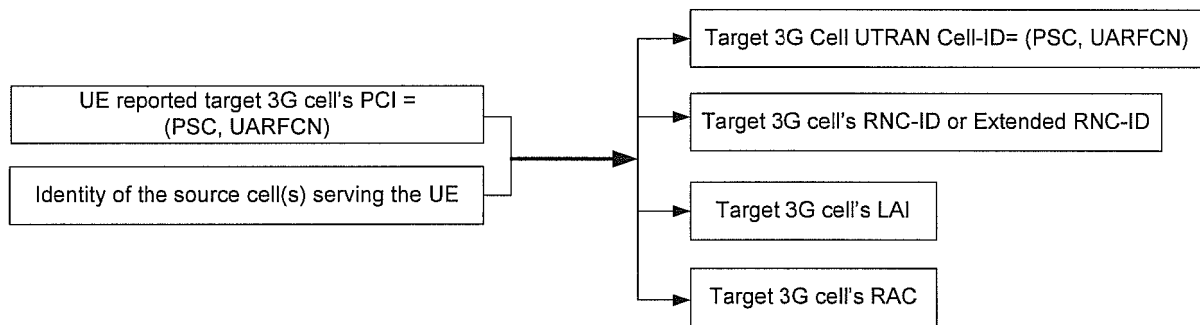 UE reported target 3G cell's PCI =
(PSC, UARFCN)
Identity of the source cell(s) serving the UE
Target 3G Cell UTRAN Cell-ID= (PSC, UARFCN)
Target 3G cell's RNC-ID or Extended RNC-ID
Target 3G cell's LAI
Target 3G cell's RAC